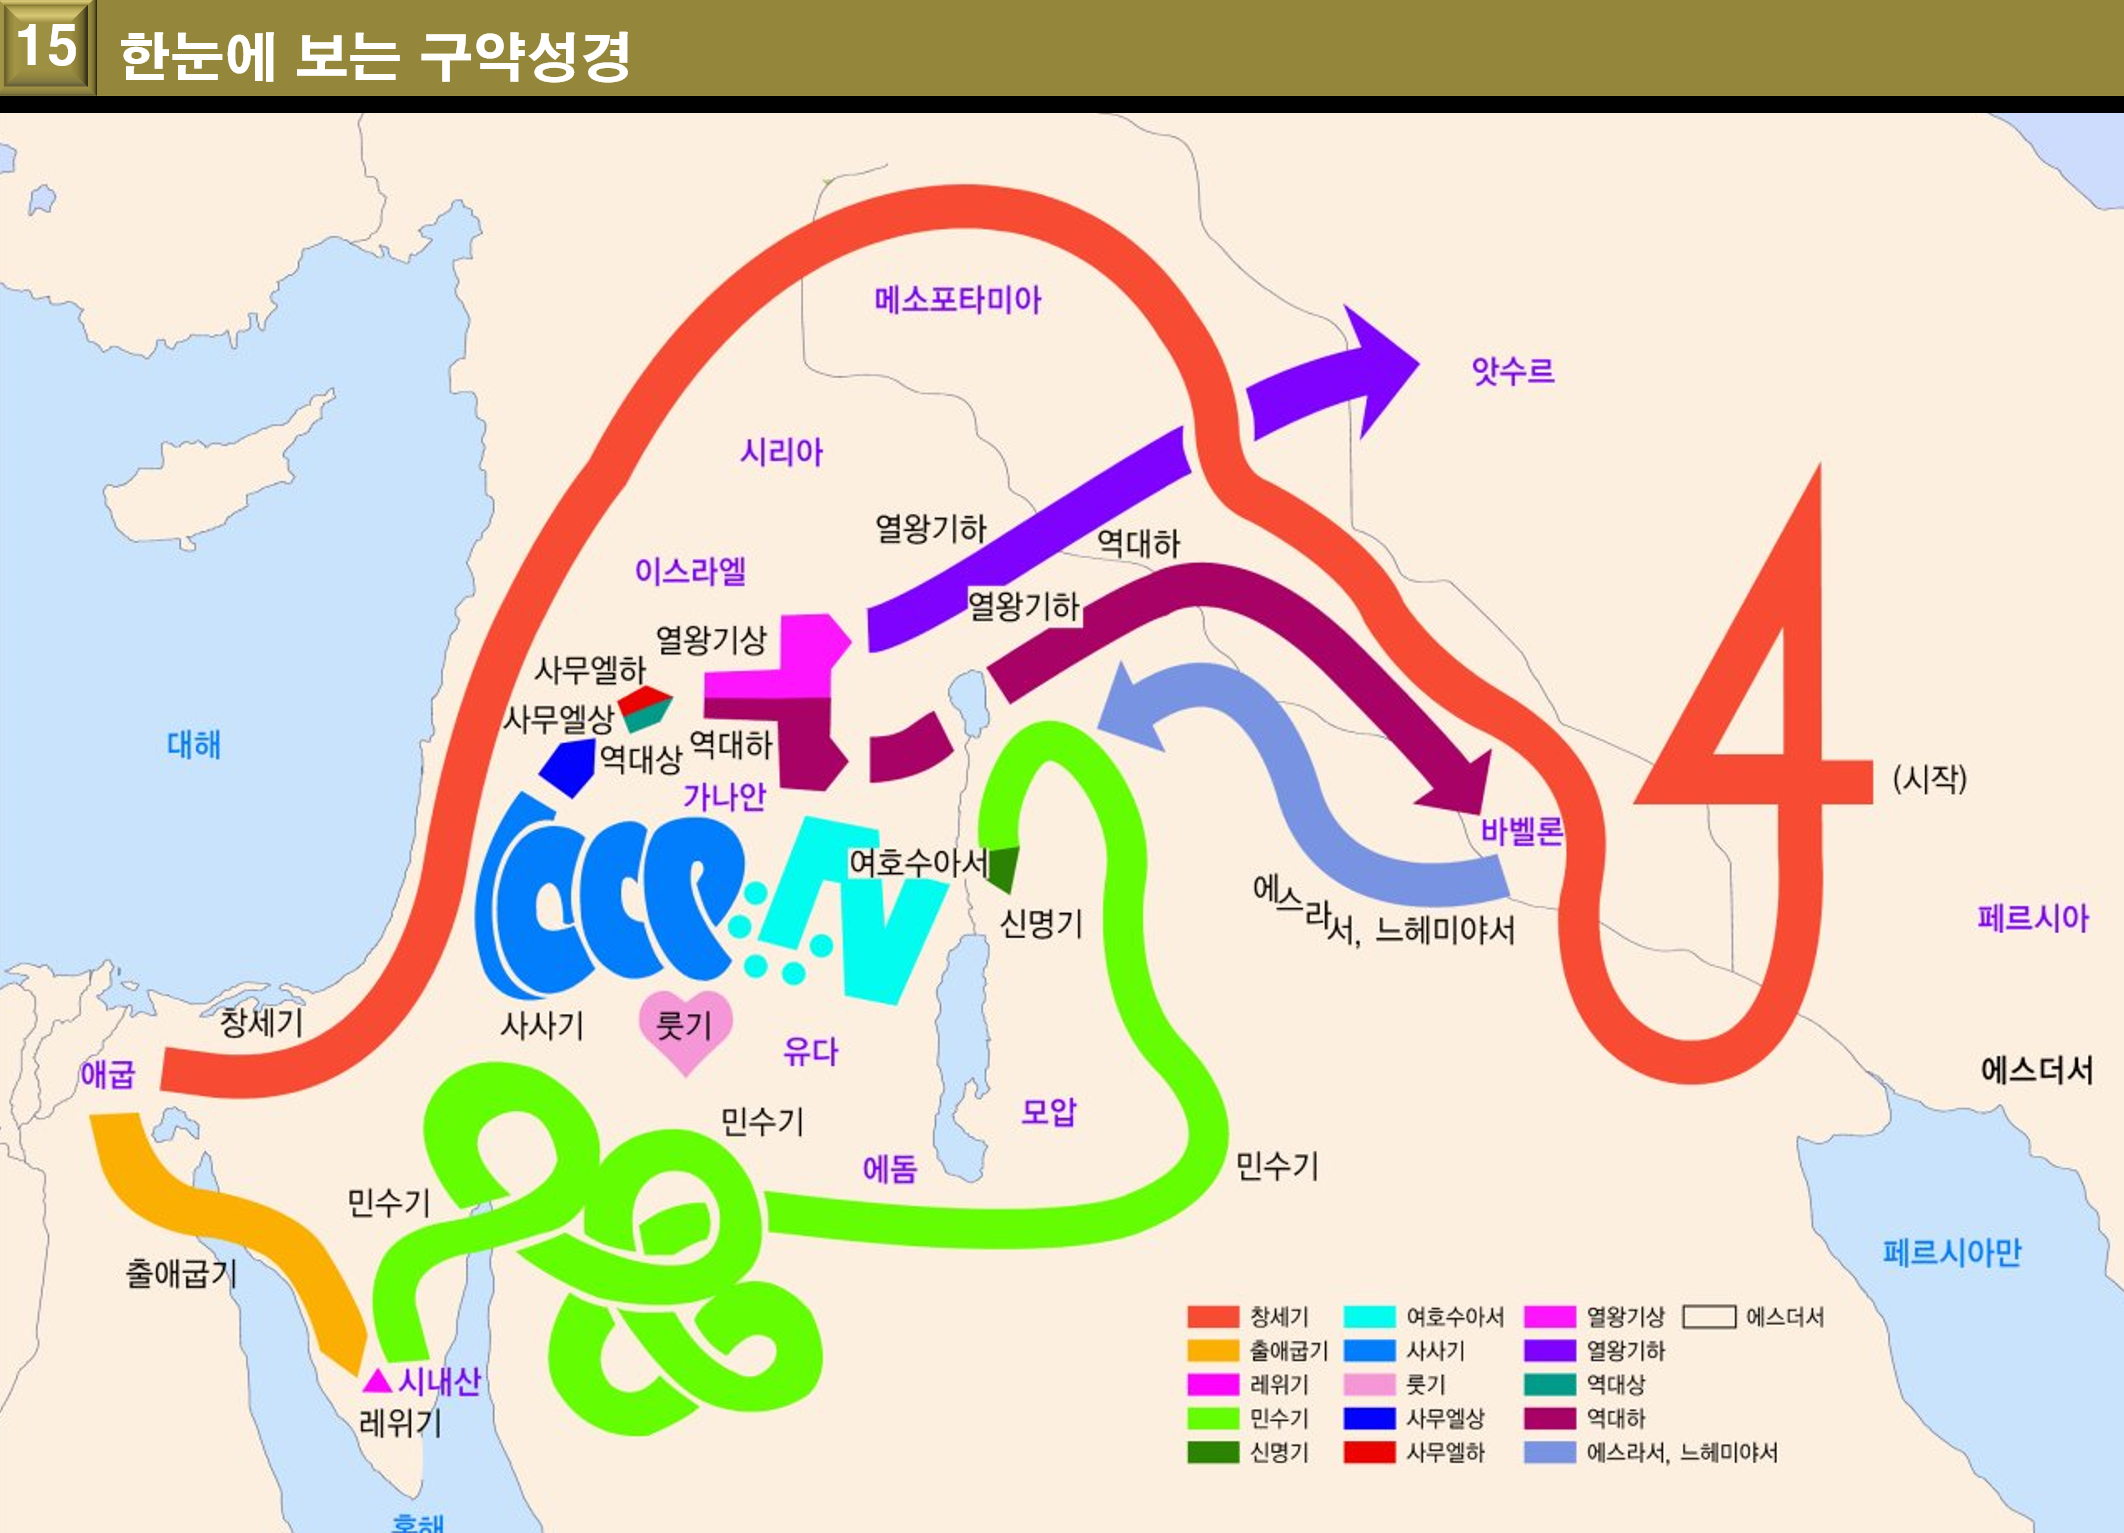 15 한눈에 보는 구약성경
메소포타미아
앗수르
시리아
열왕기하
역대하
이스라엘
열왕기하
열왕기상
사무엘하
사무엘상
역대상
역대하
대해
가나안
(시작)
바벨론
여호수아서
에스라서, 느헤미야서
신명기
페르시아
창세기
사사기
룻기
유다
애굽
에스더서
모압
민수기
에돔
민수기
민수기
출애굽기
페르시아만
시내산
레위기
홍해
창세기 여호수아서 열왕기상 에스더서
출애굽기 사사기 열왕기하
레위기 룻기 역대상
민수기 사무엘상 역대하
신명기 사무엘하 에스라서, 느헤미야서